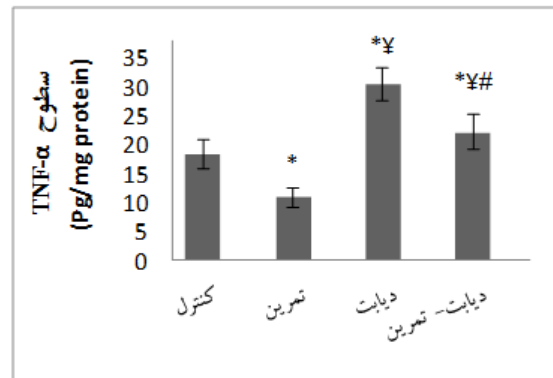 سطوح TNF-α
(Pg/mg protein)
35
30
25
20
15
10
5
0
*
*¥
*¥#
کنترل
تمرین
دیابت
دیابت- تمرین